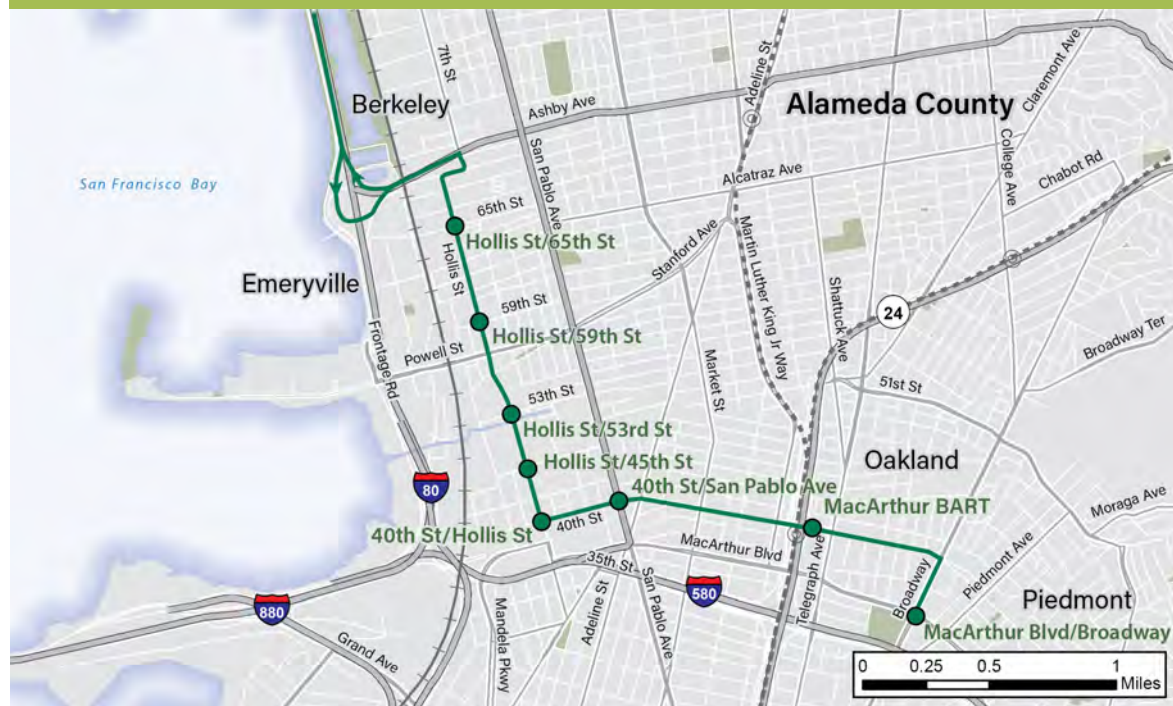 Berkeley
7th St
Ashby Ave
Adeline St
Alameda County
Claremont Ave
College Ave
Chabot Rd
San Francisco Bay
San Pablo Ave
Alcatraz Ave
65th St
Hollis St/65th St
Stanford Ave
Martin Luther King Jr Way
Hollis St
Emeryville
59th St
Hollis St/59th St
Shattuck Ave
24
Broadway Ter
Frontage Rd
Powell St
Market St
51st St
53th St
Hollis St/53rd St
Oakland
Hollis St/45th St
80
40th St/San Pablo Ave
MacArthur BART
Moraga Ave
40th St/Hollis St
40th St
MacArthur Blvd
Telegraph Ave
Broadway
Piedmont Ave
35th St
580
880
Mandela Pkwy
Adeline St
San Pablo Ave
Piedmont
MacArthur Blvd/Broadway
Grand Ave
0 0.25 0.5 1
Miles